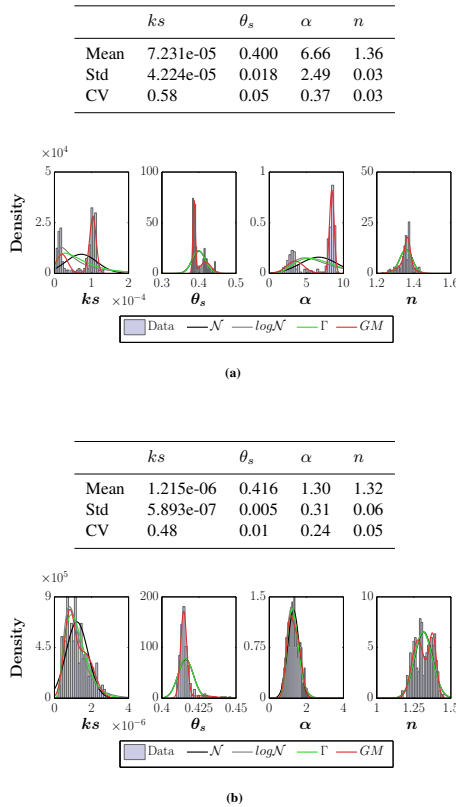 ks θs α n
Mean 7.231e-05 0.400 6.66 1.36
Std 4.224e-05 0.018 2.49 0.03
CV 0.58 0.05 0.37 0.03
×10^4
Density
5 2.5 0
0 1 2
ks ×10^-4
100 50 0
0.3 0.4 0.5
θs
1 0.5 0
0 5 10
α
50 25 0
1.2 1.4 1.6
n
Data N logN Γ GM
(a)
ks θs α n
Mean 1.215e-06 0.416 1.30 1.32
Std 5.893e-07 0.005 0.31 0.06
CV 0.48 0.01 0.24 0.05
×10^5
Density
9 4.5 0
0 2 4
ks ×10^-6
200 100 0
0.4 0.425 0.45
θs
1.5 0.75 0
0 2 4
α
10 5 0
1 1.25 1.5
n
Data N logN Γ GM
(b)